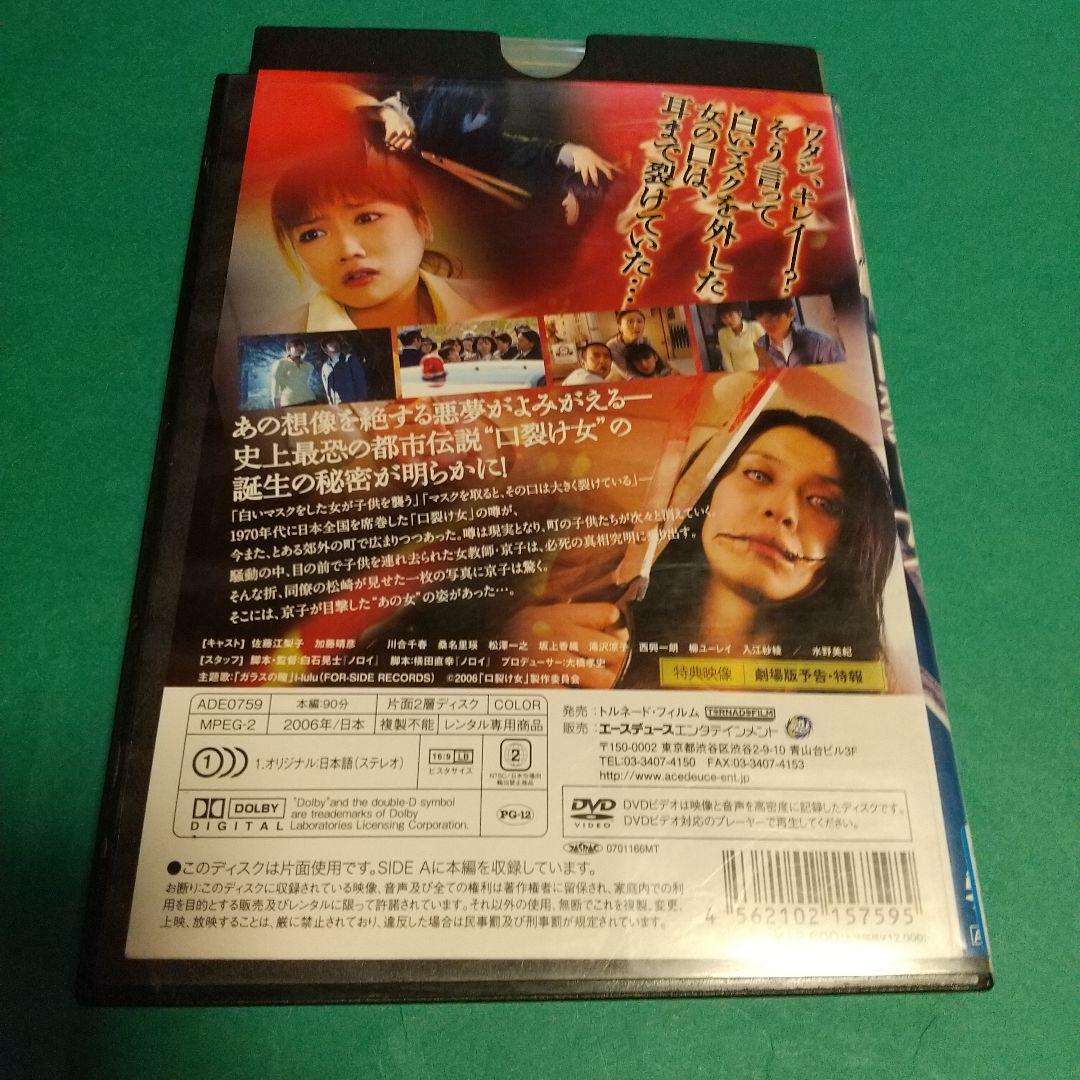 ワタシ、キレイー?
そう言って
白いマスクを外した
女の口は、
耳まで裂けていた…
あの想像を絶する悪夢がよみがえる―
史上最恐の都市伝説“口裂け女”の
誕生の秘密が明らかに!
「白いマスクをした女が子供を襲う」「マスクを取ると、その口は大きく裂けている」―
1970年代に日本全国を席巻した「口裂け女」の噂が、
今また、とある郊外の町で広まりつつあった。噂は現実となり、町の子供たちが次々と消えていく。
騒動の中、目の前で子供を連れ去られた女教師・京子は、必死の真相究明に乗り出す。
そんな折、同僚の松崎が見せた一枚の写真に京子は驚く。
そこには、京子が目撃した“あの女”の姿があった…。
[キャスト] 佐藤江梨子 加藤晴彦 / 川合千春 桑名里瑛 松澤一之 坂上香織 滝沢涼子 西興一朗 柳ユーレイ 入江紗綾 / 水野美紀
[スタッフ] 脚本・監督:白石晃士「ノロイ」 脚本:横田直幸「ノロイ」 プロデューサー:大橋孝史
主題歌:「ガラスの瞳」i-lulu (FOR-SIDE RECORDS) ©2006「口裂け女」製作委員会
特典映像 劇場版予告・特報
ADE0759 本編:90分 片面2層ディスク COLOR
MPEG-2 2006年/日本 複製不能 レンタル専用商品
1 1.オリジナル:日本語(ステレオ)
16:9 LB
ビスタサイズ
2
NTSC/日本市場向
輸出禁止商品
DOLBY
DIGITAL
"Dolby"and the double-D symbol
are trademarks of Dolby
Laboratories Licensing Corporation.
PG-12
発売:トルネード・フィルム TORNADOFILM
販売:エースデュースエンタテインメント
〒150-0002 東京都渋谷区渋谷2-9-10 青山台ビル3F
TEL:03-3407-4150 FAX:03-3407-4153
http://www.acedeuce-ent.jp
DVD
VIDEO
DVDビデオは映像と音声を高密度に記録したディスクです。
DVDビデオ対応のプレーヤーで再生してください。
JASRAC 0701166MT
●このディスクは片面使用です。SIDE Aに本編を収録しています。
お断り:このディスクに収録されている映像、音声及び全ての権利は著作権者に留保され、家庭内での利
用を目的とする販売及びレンタルに限って許諾されています。それ以外の使用、無断でこれを複製、変更、
上映、放映することは、厳に禁止されており、違反した場合は民事罰及び刑事罰が規定されています。
4 562102 157595